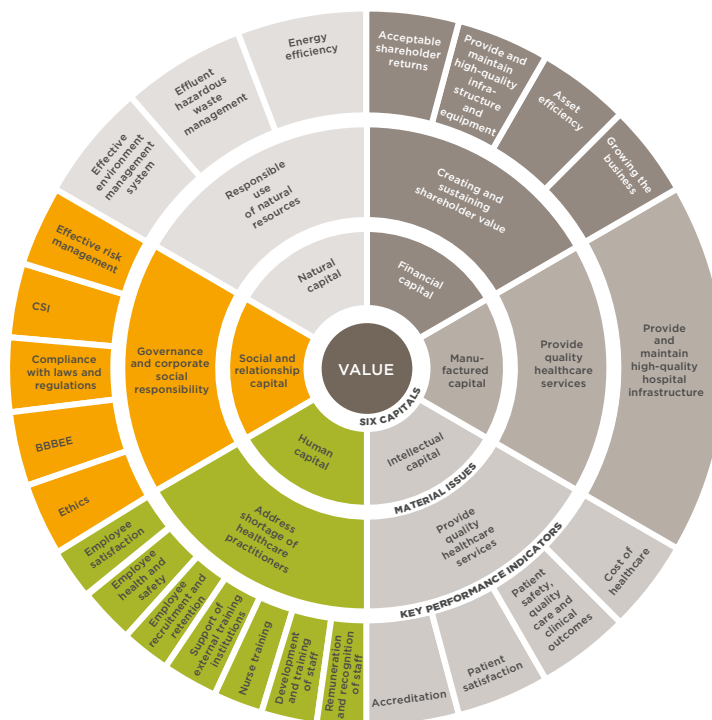 VALUE
SIX CAPITALS
MATERIAL ISSUES
KEY PERFORMANCE INDICATORS
Financial
capital
Creating and
sustaining
shareholder value
Acceptable
shareholder
returns
Provide and
maintain
high-quality
infra-
structure
and
equipment
Asset
efficiency
Growing the
business
Manu-
factured
capital
Provide
quality
healthcare
services
Provide
and
maintain
high-quality
hospital
infrastructure
Intellectual
capital
Provide
quality
healthcare
services
Cost of
healthcare
Patient
safety,
quality
care and
clinical
outcomes
Patient
satisfaction
Accreditation
Human
capital
Address
shortage of
healthcare
practitioners
Remuneration
and recognition
of staff
Development
and training
of staff
Nurse training
Support of
external training
institutions
Employee
recruitment and
retention
Employee
health and
safety
Employee
satisfaction
Social and
relationship
capital
Governance
and corporate
social
responsibility
Ethics
BBBEE
Compliance
with laws and
regulations
CSI
Effective risk
management
Natural
capital
Responsible
use
of natural
resources
Effective
environment
management
system
Effluent
hazardous
waste
management
Energy
efficiency